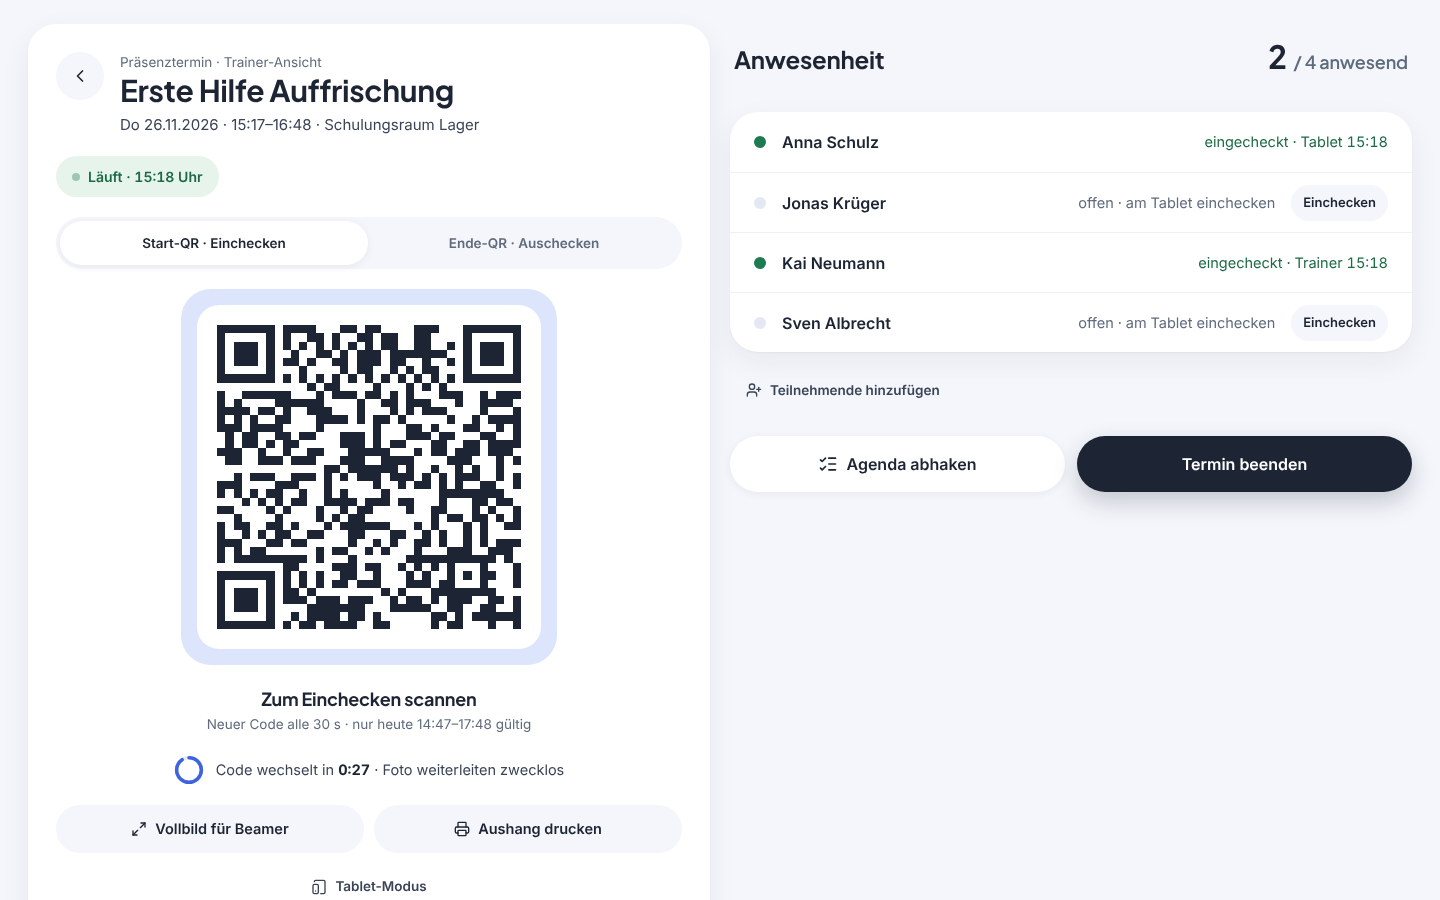 Präsenztermin · Trainer-Ansicht
Erste Hilfe Auffrischung
Do 26.11.2026 · 15:17–16:48 · Schulungsraum Lager
Läuft · 15:18 Uhr
Start-QR · Einchecken
Ende-QR · Auschecken
Zum Einchecken scannen
Neuer Code alle 30 s · nur heute 14:47–17:48 gültig
Code wechselt in 0:27 · Foto weiterleiten zwecklos
Vollbild für Beamer
Aushang drucken
Tablet-Modus
Anwesenheit
2 / 4 anwesend
Anna Schulz
eingecheckt · Tablet 15:18
Jonas Krüger
offen · am Tablet einchecken
Einchecken
Kai Neumann
eingecheckt · Trainer 15:18
Sven Albrecht
offen · am Tablet einchecken
Einchecken
Teilnehmende hinzufügen
Agenda abhaken
Termin beenden